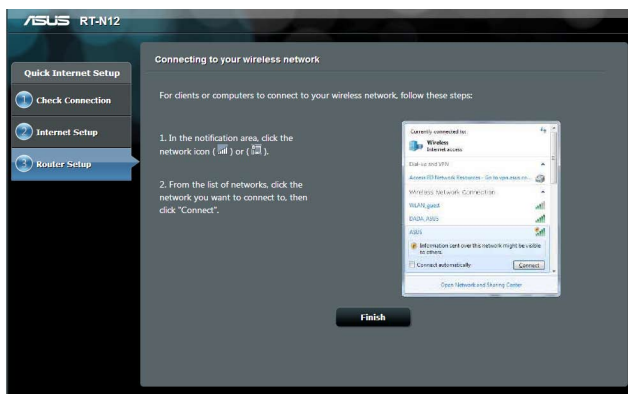 ASUS RT-N12
Quick Internet Setup
1 Check Connection
2 Internet Setup
3 Router Setup
Connecting to your wireless network
For clients or computers to connect to your wireless network, follow these steps:
1. In the notification area, click the
network icon ( ) or ( ).
2. From the list of networks, click the
network you want to connect to, then
click "Connect".
Currently connected to:
Wireless
Internet access
Dial-up and VPN
Wireless Network Connection
WLAN_guest
ASUS
Information sent over this network might be visible
to others.
Connect automatically
Connect
Open Network and Sharing Center
Finish